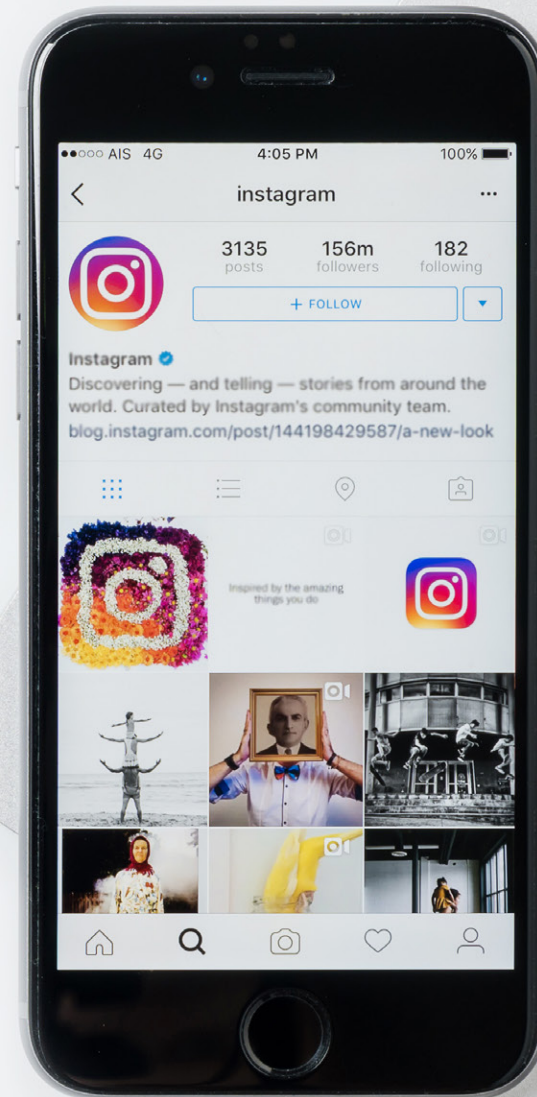 AIS 4G 4:05 PM 100%
instagram
3135 156m 182
posts followers following
+ FOLLOW
Instagram
Discovering — and telling — stories from around the
world. Curated by Instagram's community team.
blog.instagram.com/post/144198429587/a-new-look
Inspired by the amazing
things you do